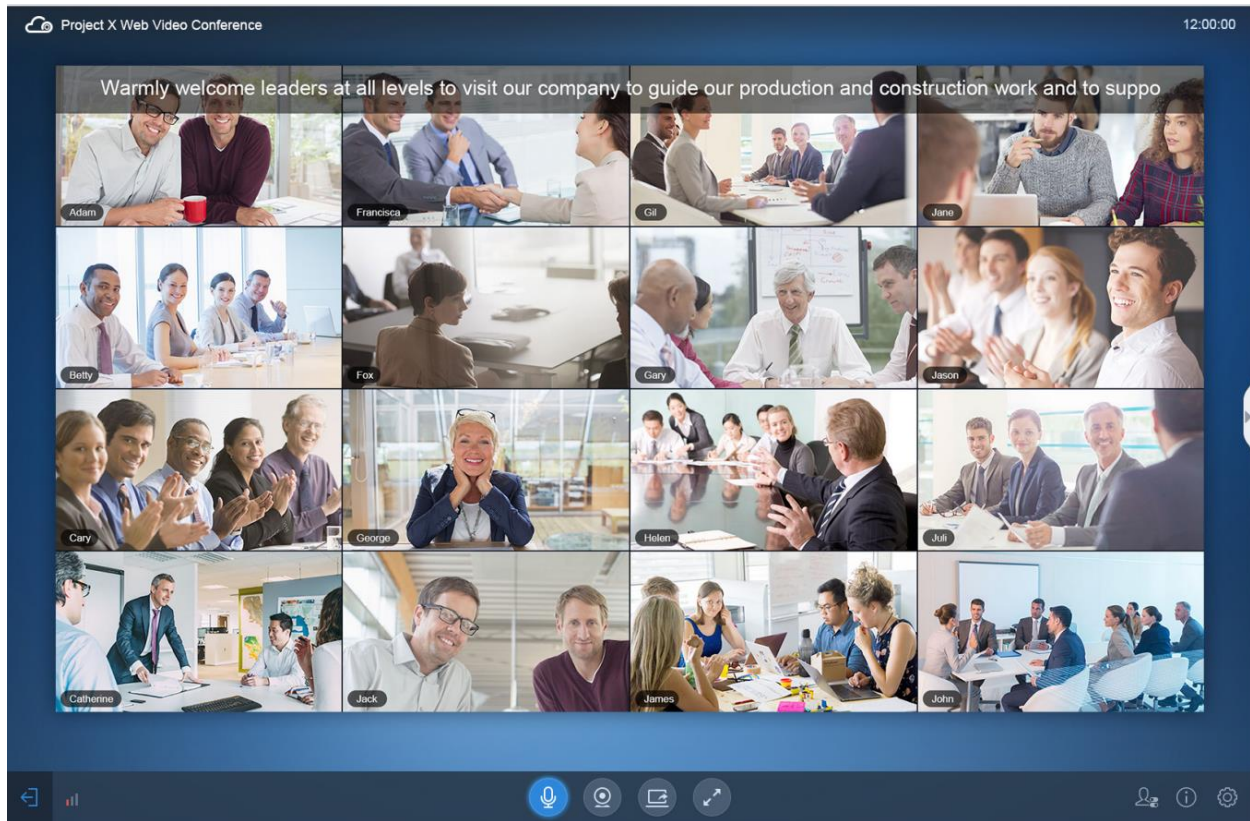 Project X Web Video Conference
12:00:00
Warmly welcome leaders at all levels to visit our company to guide our production and construction work and to suppo
Adam
Francisca
Gil
Jane
Betty
Fox
Gary
Jason
Cary
George
Helen
Juli
Catherine
Jack
James
John